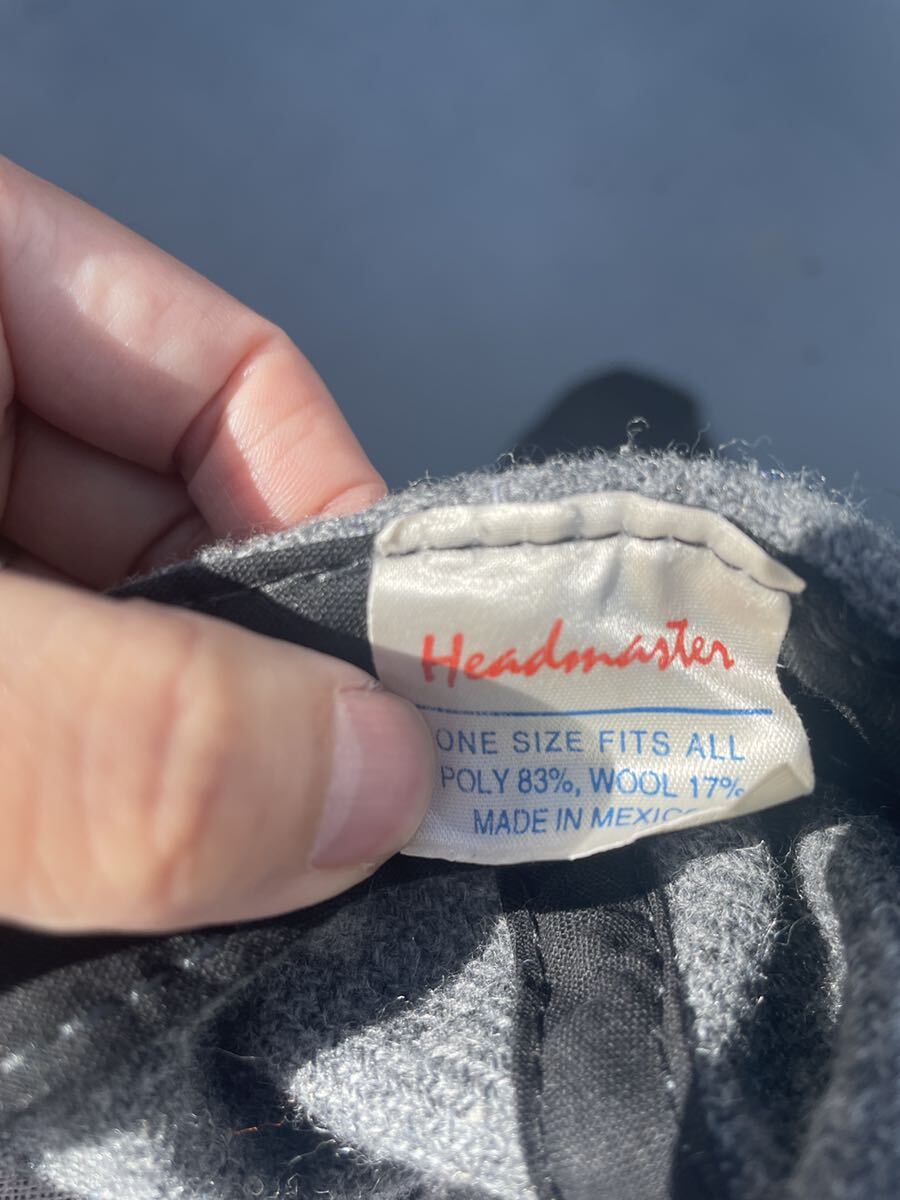 Headmaster
ONE SIZE FITS ALL
POLY 83%, WOOL 17%
MADE IN MEXICO